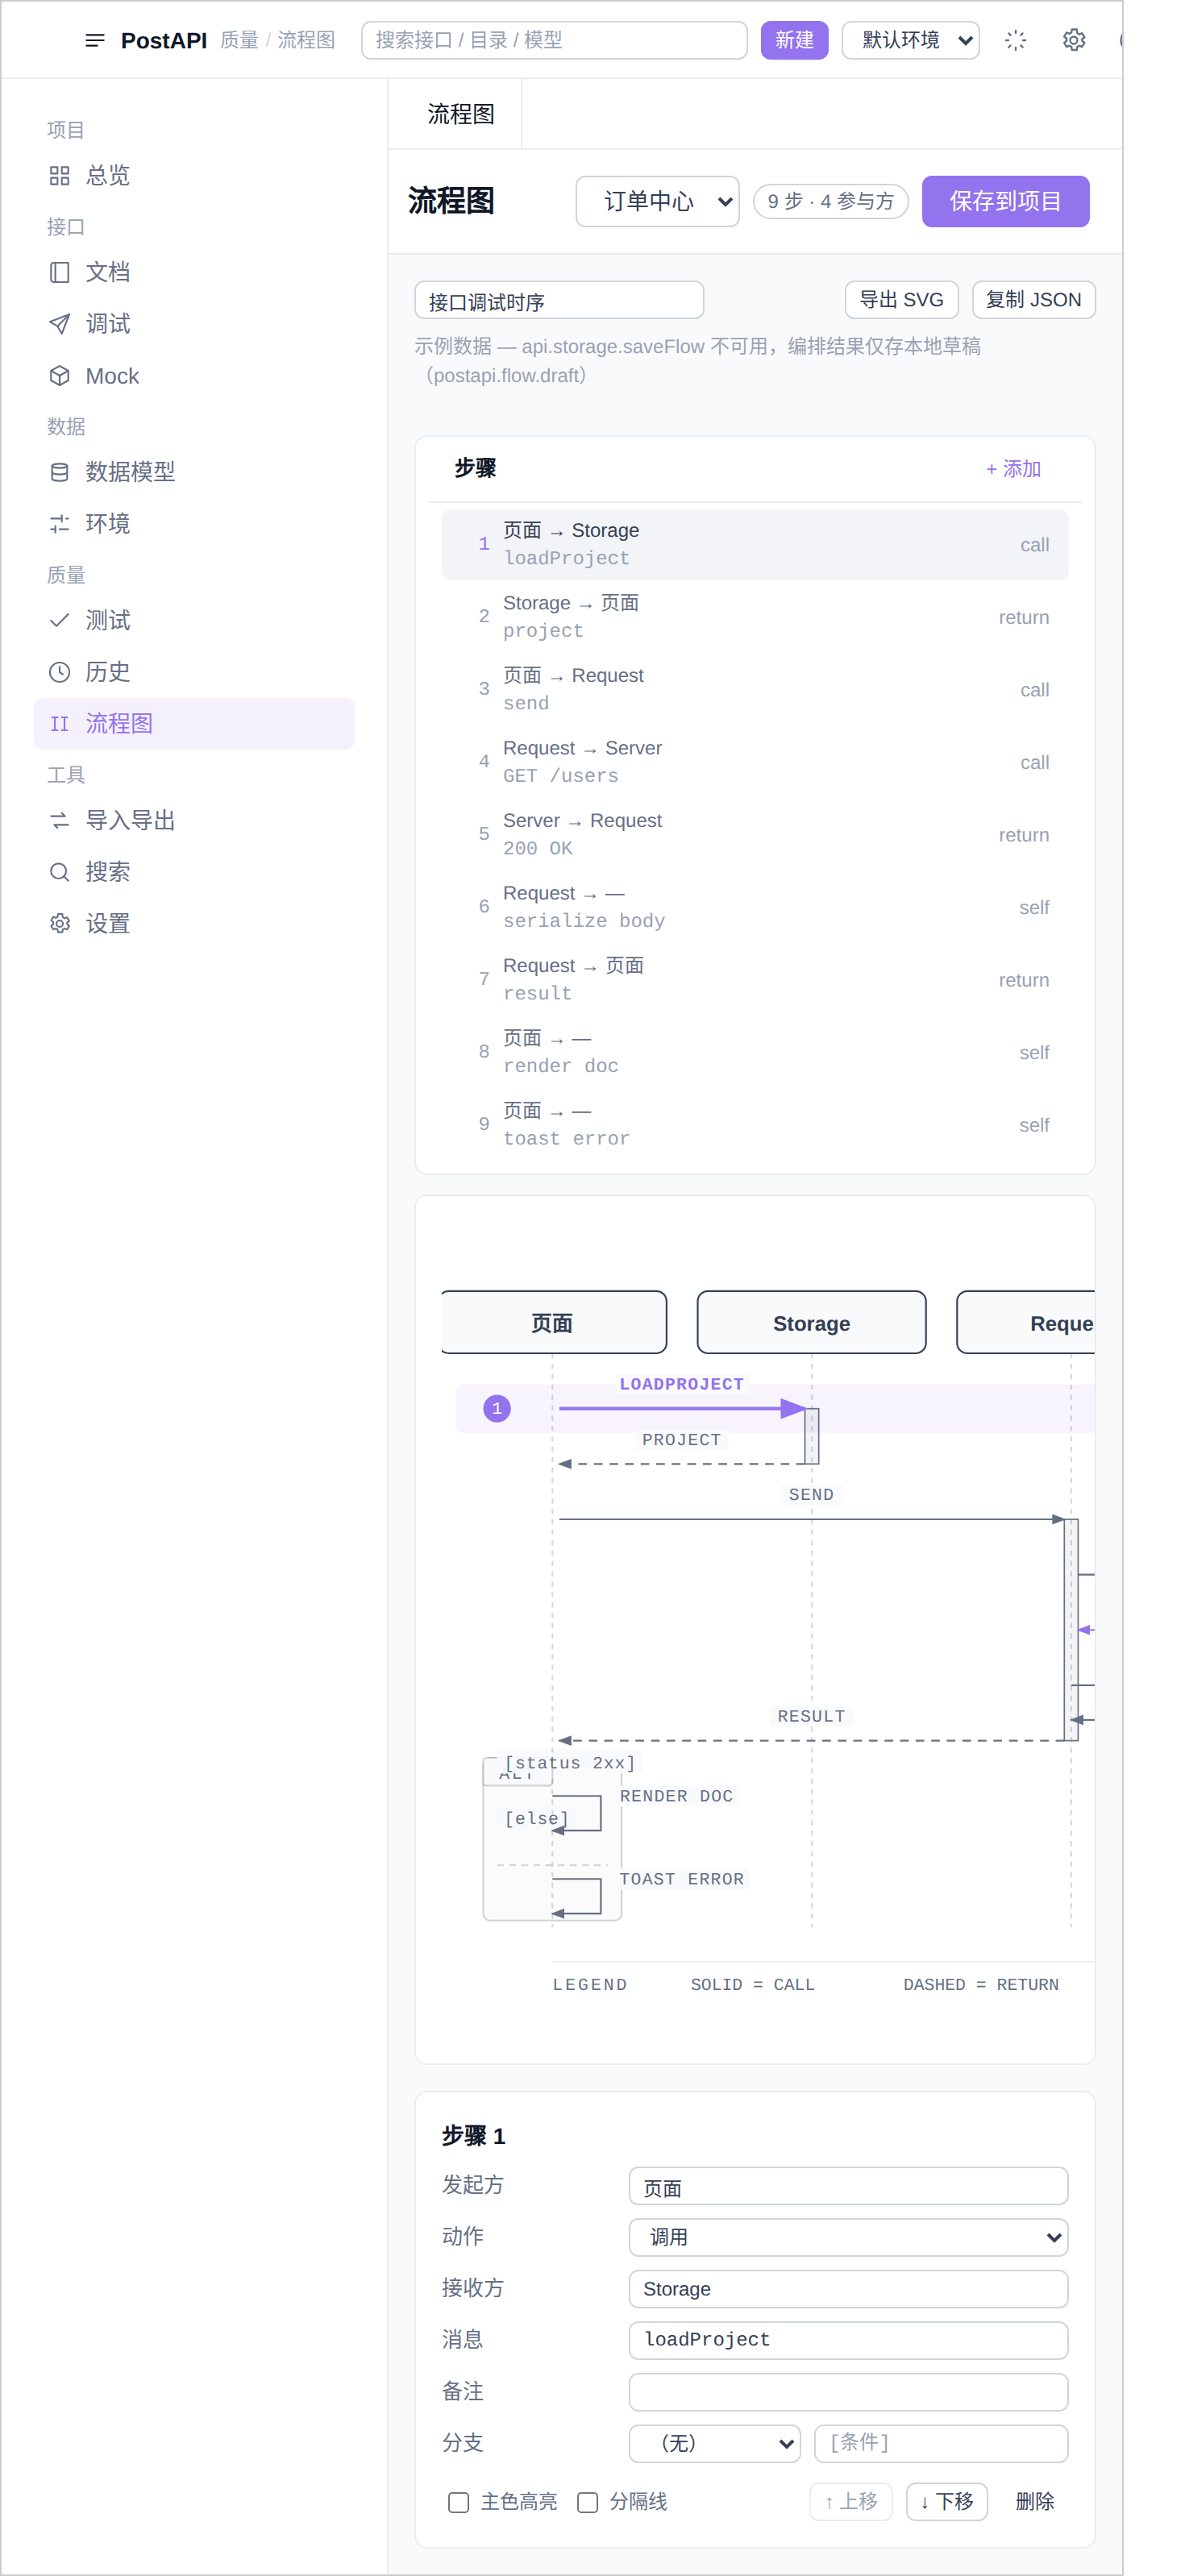 PostAPI 质量 / 流程图 搜索接口 / 目录 / 模型 新建 默认环境
项目
总览
接口
文档
调试
Mock
数据
数据模型
环境
质量
测试
历史
流程图
工具
导入导出
搜索
设置
流程图
流程图 订单中心 9 步 · 4 参与方 保存到项目
接口调试时序 导出 SVG 复制 JSON
示例数据 — api.storage.saveFlow 不可用，编排结果仅存本地草稿
（postapi.flow.draft）
步骤 + 添加
1 页面 → Storage call
loadProject
2 Storage → 页面 return
project
3 页面 → Request call
send
4 Request → Server call
GET /users
5 Server → Request return
200 OK
6 Request → — self
serialize body
7 Request → 页面 return
result
8 页面 → — self
render doc
9 页面 → — self
toast error
页面 Storage Reque
LOADPROJECT
1
PROJECT
SEND
RESULT
[status 2xx]
ALT
RENDER DOC
[else]
TOAST ERROR
LEGEND SOLID = CALL DASHED = RETURN
步骤 1
发起方 页面
动作 调用
接收方 Storage
消息 loadProject
备注
分支 （无） [条件]
主色高亮 分隔线 ↑ 上移 ↓ 下移 删除